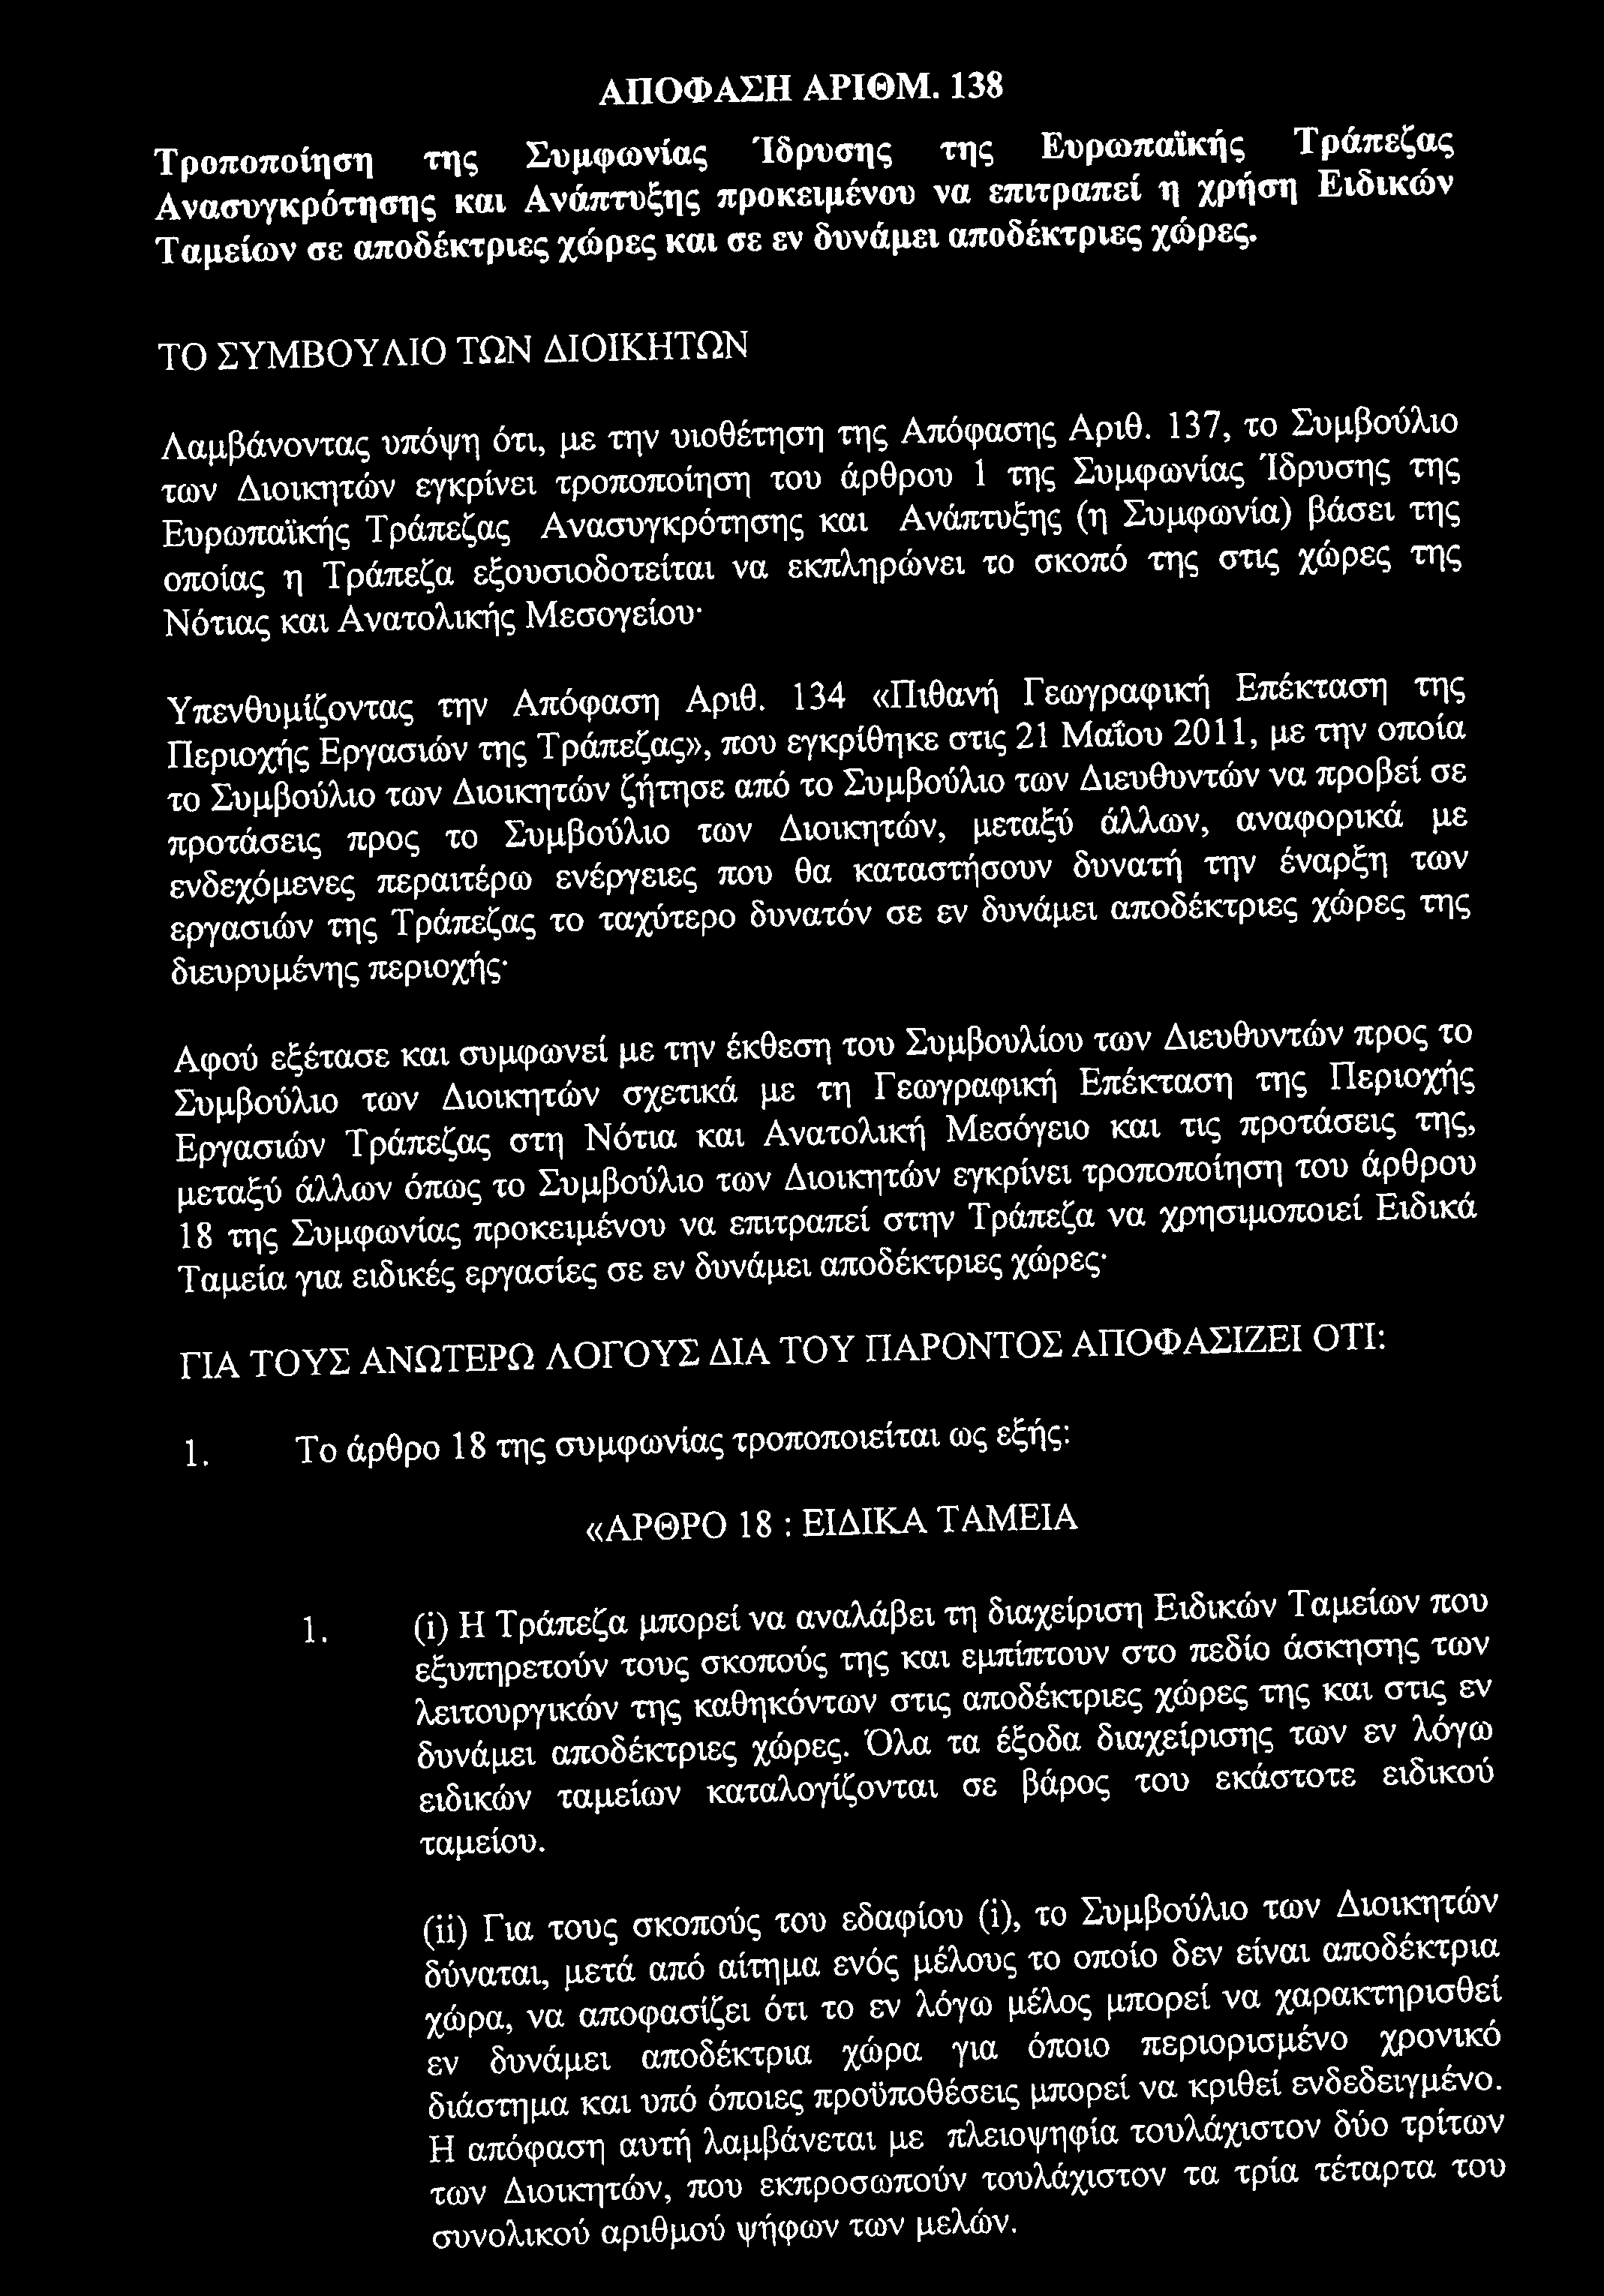 ΑΠΟΦΑΣΗ ΑΡΙΘΜ. 138
Τροποποίηση της Συμφωνίας Ίδρυσης της Ευρωπαϊκής Τράπεζας
Ανασυγκρότησης και Ανάπτυξης προκειμένου να επιτραπεί η χρήση Ειδικών
Ταμείων σε αποδέκτριες χώρες και σε εν δυνάμει αποδέκτριες χώρες.
ΤΟ ΣΥΜΒΟΥΛΙΟ ΤΩΝ ΔΙΟΙΚΗΤΩΝ
Λαμβάνοντας υπόψη ότι, με την υιοθέτηση της Απόφασης Αριθ. 137, το Συμβούλιο
των Διοικητών εγκρίνει τροποποίηση του άρθρου 1 της Συμφωνίας Ίδρυσης της
Ευρωπαϊκής Τράπεζας Ανασυγκρότησης και Ανάπτυξης (η Συμφωνία) βάσει της
οποίας η Τράπεζα εξουσιοδοτείται να εκπληρώνει το σκοπό της στις χώρες της
Νότιας και Ανατολικής Μεσογείου·
Υπενθυμίζοντας την Απόφαση Αριθ. 134 «Πιθανή Γεωγραφική Επέκταση της
Περιοχής Εργασιών της Τράπεζας», που εγκρίθηκε στις 21 Μαΐου 2011, με την οποία
το Συμβούλιο των Διοικητών ζήτησε από το Συμβούλιο των Διευθυντών να προβεί σε
προτάσεις προς το Συμβούλιο των Διοικητών, μεταξύ άλλων, αναφορικά με
ενδεχόμενες περαιτέρω ενέργειες που θα καταστήσουν δυνατή την έναρξη των
εργασιών της Τράπεζας το ταχύτερο δυνατόν σε εν δυνάμει αποδέκτριες χώρες της
διευρυμένης περιοχής·
Αφού εξέτασε και συμφωνεί με την έκθεση του Συμβουλίου των Διευθυντών προς το
Συμβούλιο των Διοικητών σχετικά με τη Γεωγραφική Επέκταση της Περιοχής
Εργασιών Τράπεζας στη Νότια και Ανατολική Μεσόγειο και τις προτάσεις της,
μεταξύ άλλων όπως το Συμβούλιο των Διοικητών εγκρίνει τροποποίηση του άρθρου
18 της Συμφωνίας προκειμένου να επιτραπεί στην Τράπεζα να χρησιμοποιεί Ειδικά
Ταμεία για ειδικές εργασίες σε εν δυνάμει αποδέκτριες χώρες·
ΓΙΑ ΤΟΥΣ ΑΝΩΤΕΡΩ ΛΟΓΟΥΣ ΔΙΑ ΤΟΥ ΠΑΡΟΝΤΟΣ ΑΠΟΦΑΣΙΖΕΙ ΟΤΙ:
1. Το άρθρο 18 της συμφωνίας τροποποιείται ως εξής:
«ΑΡΘΡΟ 18 : ΕΙΔΙΚΑ ΤΑΜΕΙΑ
1. (i) Η Τράπεζα μπορεί να αναλάβει τη διαχείριση Ειδικών Ταμείων που
εξυπηρετούν τους σκοπούς της και εμπίπτουν στο πεδίο άσκησης των
λειτουργικών της καθηκόντων στις αποδέκτριες χώρες της και στις εν
δυνάμει αποδέκτριες χώρες. Όλα τα έξοδα διαχείρισης των εν λόγω
ειδικών ταμείων καταλογίζονται σε βάρος του εκάστοτε ειδικού
ταμείου.
(ii) Για τους σκοπούς του εδαφίου (i), το Συμβούλιο των Διοικητών
δύναται, μετά από αίτημα ενός μέλους το οποίο δεν είναι αποδέκτρια
χώρα, να αποφασίζει ότι το εν λόγω μέλος μπορεί να χαρακτηρισθεί
εν δυνάμει αποδέκτρια χώρα για όποιο περιορισμένο χρονικό
διάστημα και υπό όποιες προϋποθέσεις μπορεί να κριθεί ενδεδειγμένο.
Η απόφαση αυτή λαμβάνεται με πλειοψηφία τουλάχιστον δύο τρίτων
των Διοικητών, που εκπροσωπούν τουλάχιστον τα τρία τέταρτα του
συνολικού αριθμού ψήφων των μελών.